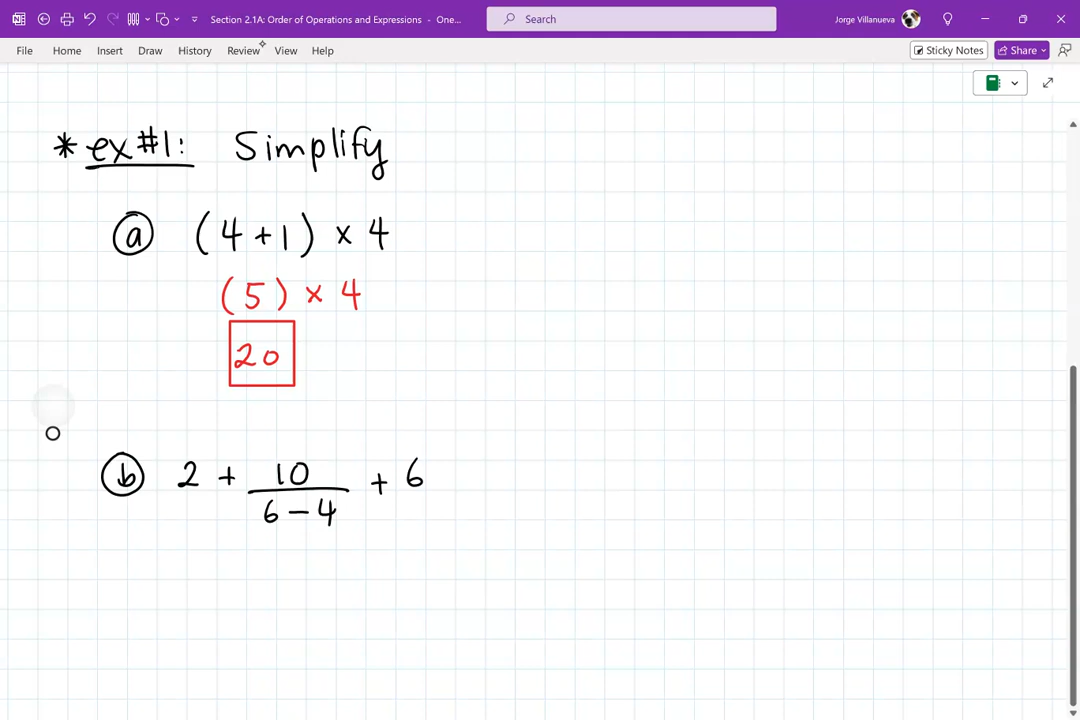 Section 2.1A: Order of Operations and Expressions - One...
Search
Jorge Villanueva
File Home Insert Draw History Review View Help
Sticky Notes
Share
* ex #1: Simplify
(a) (4+1) × 4
(5) × 4
20
(b) 2 + 10/(6-4) + 6